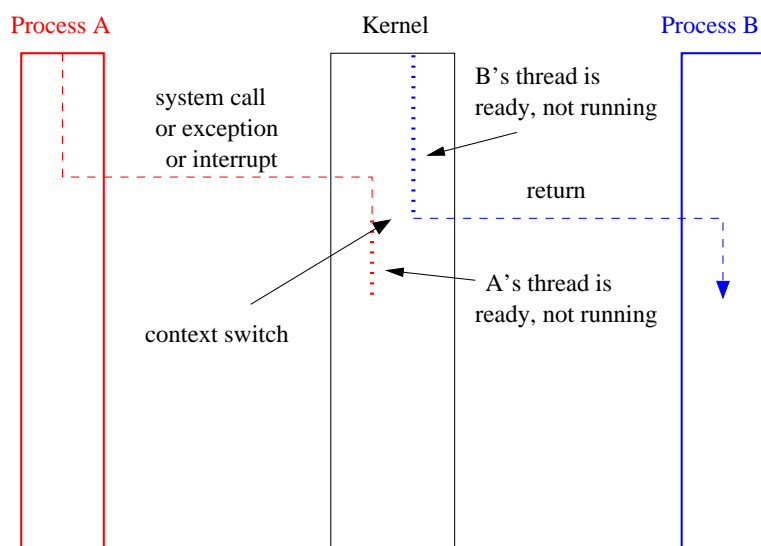 Process A
Kernel
Process B
system call
or exception
or interrupt
B’s thread is
ready, not running
return
A’s thread is
ready, not running
context switch